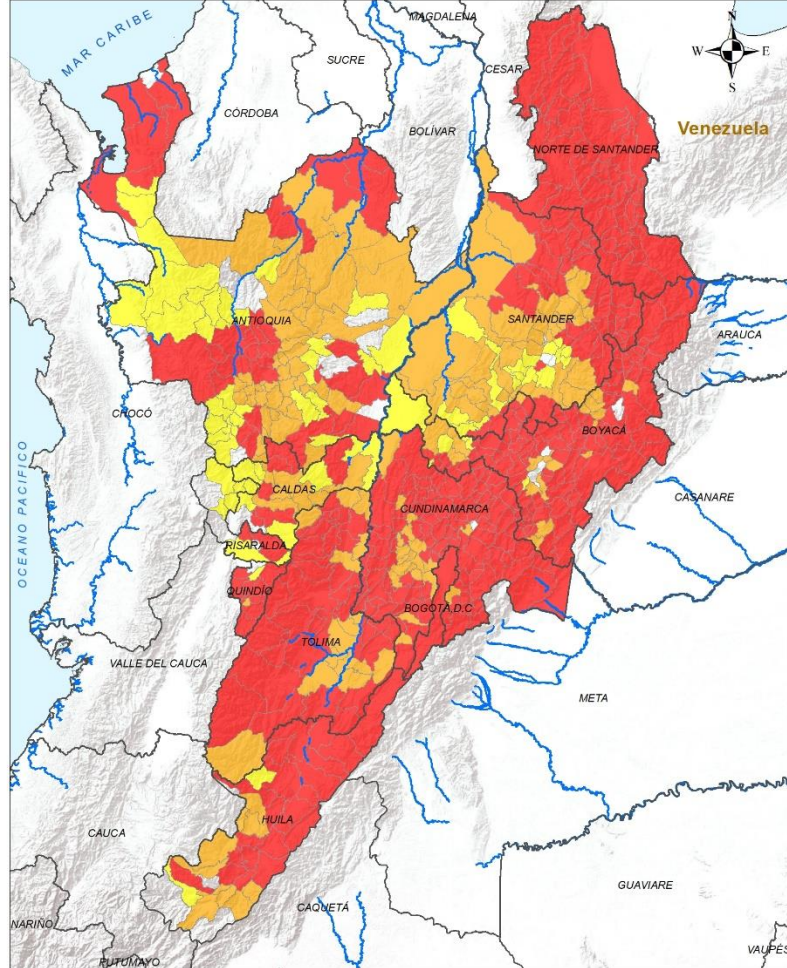 MAGDALENA
N
MAR CARIBE
W
E
SUCRE
CESAR
S
CÓRDOBA
BOLÍVAR
Venezuela
NORTE DE SANTANDER
ANTIOQUIA
SANTANDER
ARAUCA
CHOCÓ
BOYACÁ
OCEANO PACIFICO
CALDAS
CASANARE
CUNDINAMARCA
RISARALDA
QUINDÍO
BOGOTÁ, D.C
TOLIMA
VALLE DEL CAUCA
META
HUILA
CAUCA
GUAVIARE
CAQUETÁ
NARIÑO
VAUPÉS
PUTUMAYO